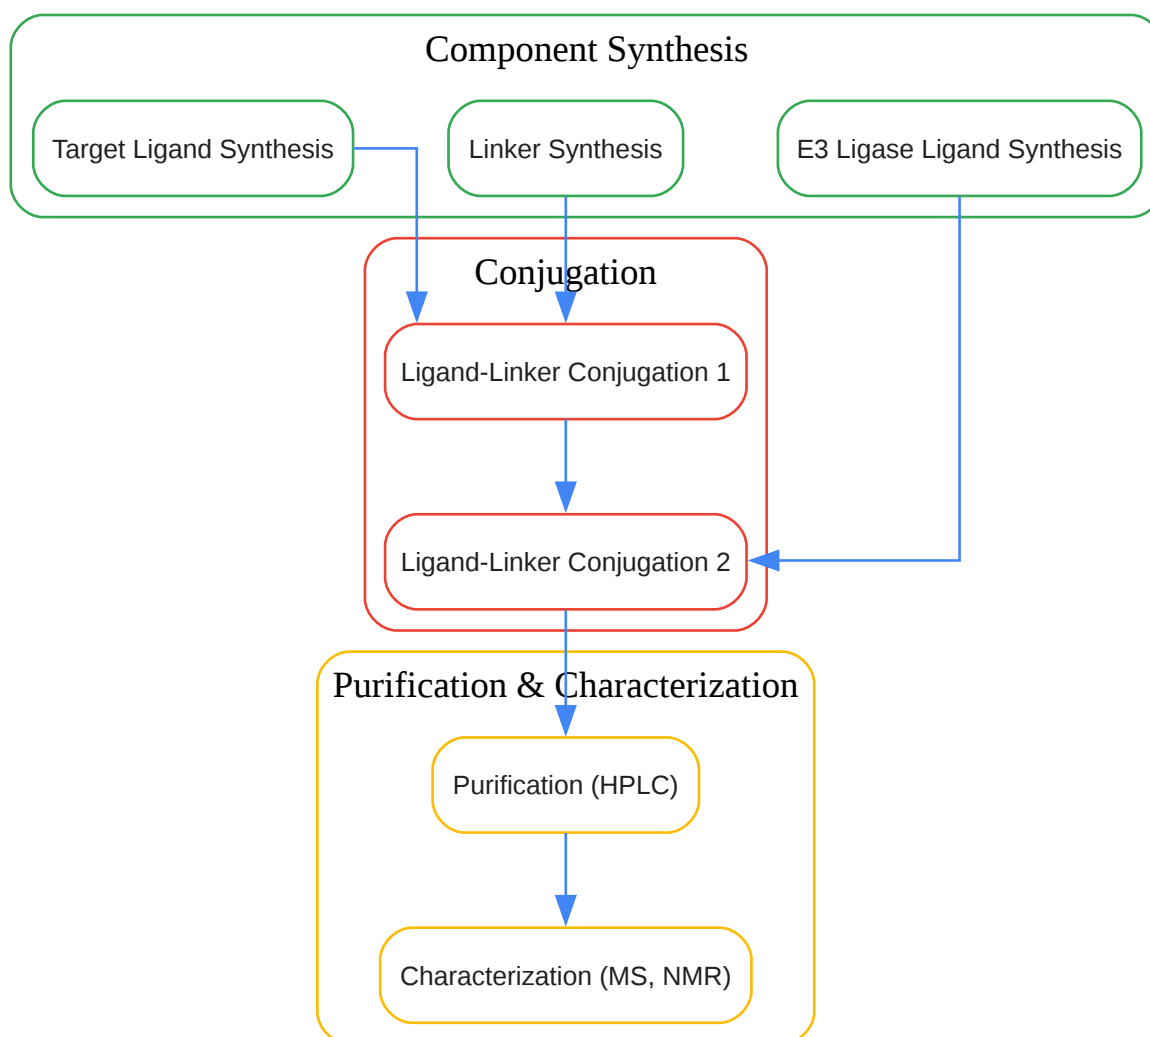 Component Synthesis
Target Ligand Synthesis
Linker Synthesis
E3 Ligase Ligand Synthesis
Conjugation
Ligand-Linker Conjugation 1
Ligand-Linker Conjugation 2
Purification & Characterization
Purification (HPLC)
Characterization (MS, NMR)